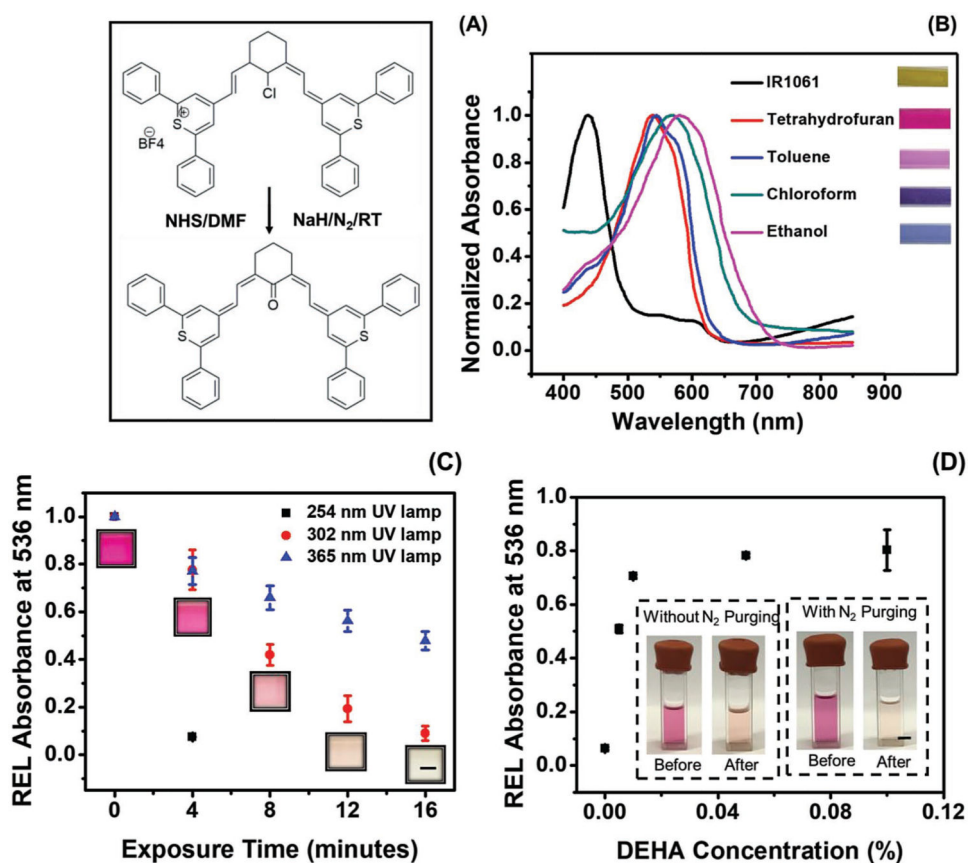 (A)
Cl
S
⊕
S
⊖
BF4
NHS/DMF NaH/N₂/RT
O
S
S
(B)
Normalized Absorbance
1.0
0.8
0.6
0.4
0.2
0.0
IR1061
Tetrahydrofuran
Toluene
Chloroform
Ethanol
400 500 600 700 800 900
Wavelength (nm)
(C)
REL Absorbance at 536 nm
1.0
0.8
0.6
0.4
0.2
0.0
254 nm UV lamp
302 nm UV lamp
365 nm UV lamp
0 4 8 12 16
Exposure Time (minutes)
(D)
REL Absorbance at 536 nm
1.0
0.8
0.6
0.4
0.2
0.0
Without N₂ Purging
Before After
With N₂ Purging
Before After
0.00 0.04 0.08 0.12
DEHA Concentration (%)